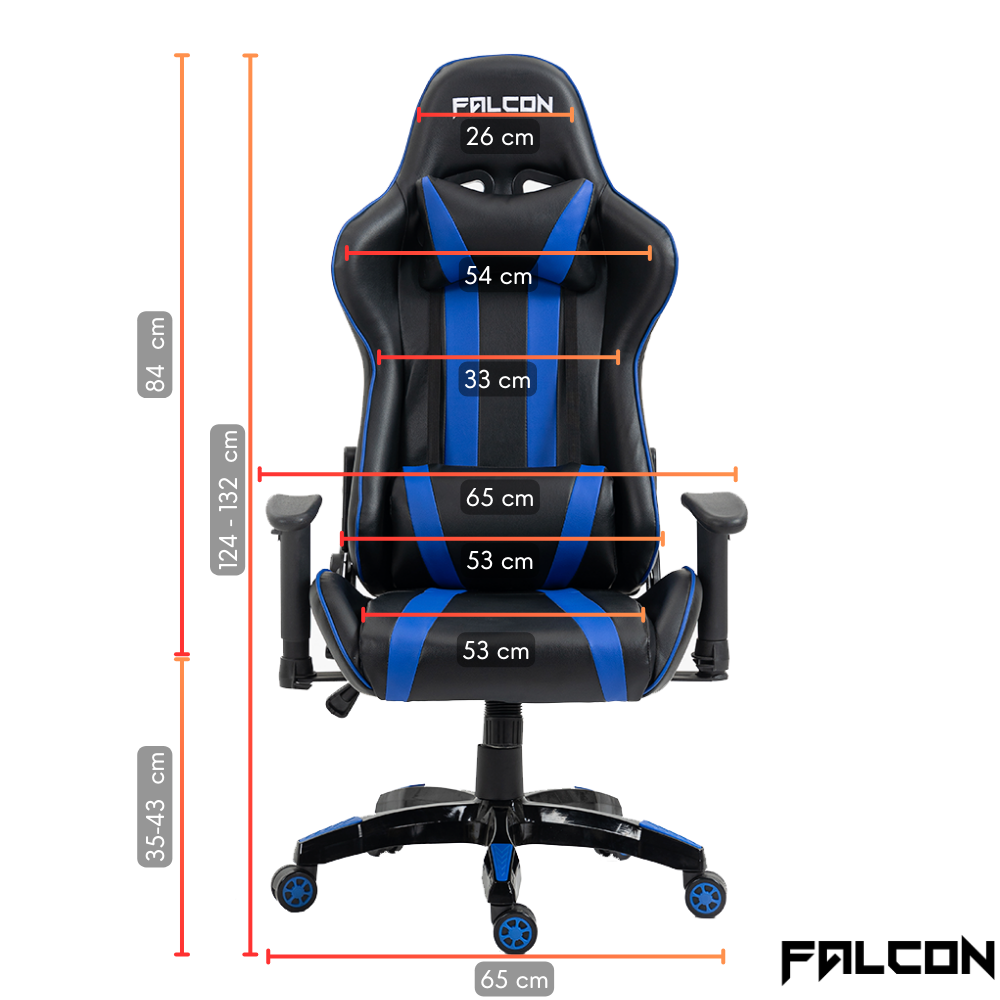 FALCON
26 cm
54 cm
84 cm
33 cm
124 - 132 cm
65 cm
53 cm
53 cm
35-43 cm
65 cm
FALCON